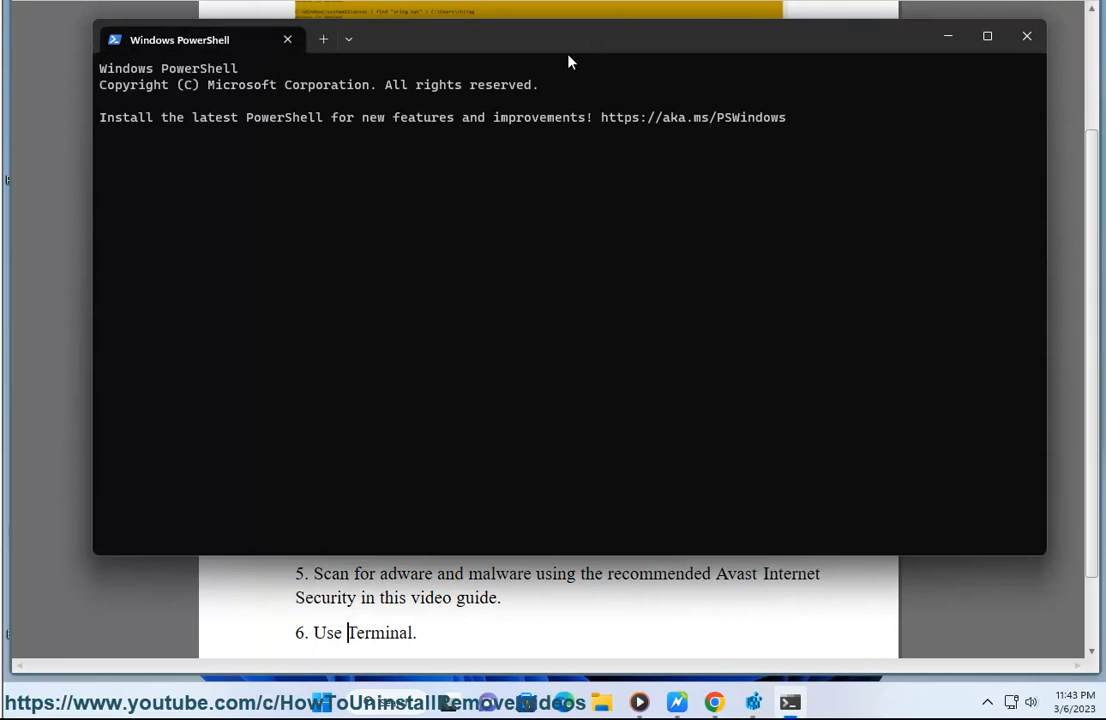 Windows PowerShell
Windows PowerShell
Copyright (C) Microsoft Corporation. All rights reserved.
Install the latest PowerShell for new features and improvements! https://aka.ms/PSWindows
5. Scan for adware and malware using the recommended Avast Internet
Security in this video guide.
6. Use Terminal.
https://www.youtube.com/c/HowToUninstallRemoveVideos
11:43 PM
3/6/2023